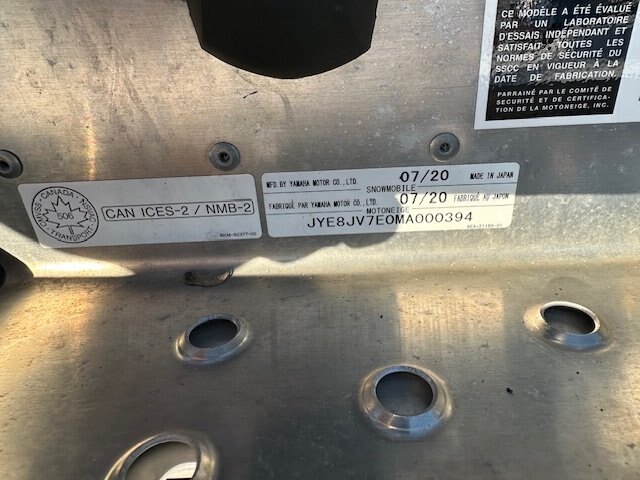 CE MODÈLE A ÉTÉ ÉVALUÉ
PAR UN LABORATOIRE
D'ESSAIS INDÉPENDANT ET
SATISFAIT TOUTES LES
NORMES DE SÉCURITÉ DU
SSCC EN VIGUEUR À LA
DATE DE FABRICATION.
PARRAINÉ PAR LE COMITÉ DE
SÉCURITÉ ET DE CERTIFICA-
TION DE LA MOTONEIGE, INC.
CANADA
506
TRANSPORT
CAN ICES-2 / NMB-2
MFD. BY YAMAHA MOTOR CO., LTD. 07/20 MADE IN JAPAN
SNOWMOBILE
FABRIQUÉ PAR YAMAHA MOTOR CO., LTD. 07/20 FABRIQUÉ AU JAPON
MOTONEIGE
JYE8JV7E0MA000394